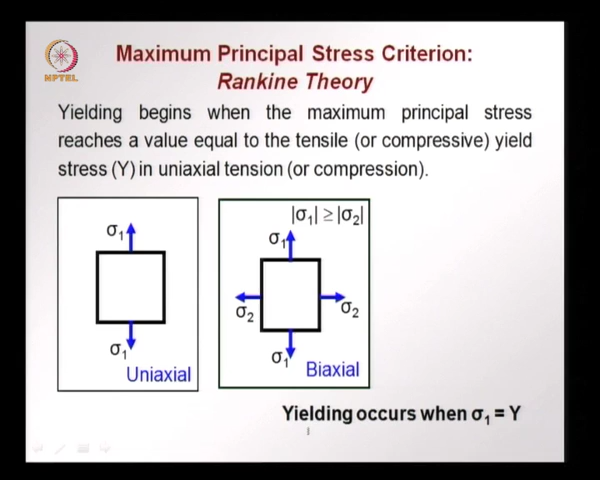 Maximum Principal Stress Criterion:
Rankine Theory
NPTEL
Yielding begins when the maximum principal stress
reaches a value equal to the tensile (or compressive) yield
stress (Y) in uniaxial tension (or compression).
|σ₁| ≥ |σ₂|
σ₁
σ₁
σ₂
σ₂
σ₁
σ₁
Uniaxial
Biaxial
Yielding occurs when σ₁ = Y